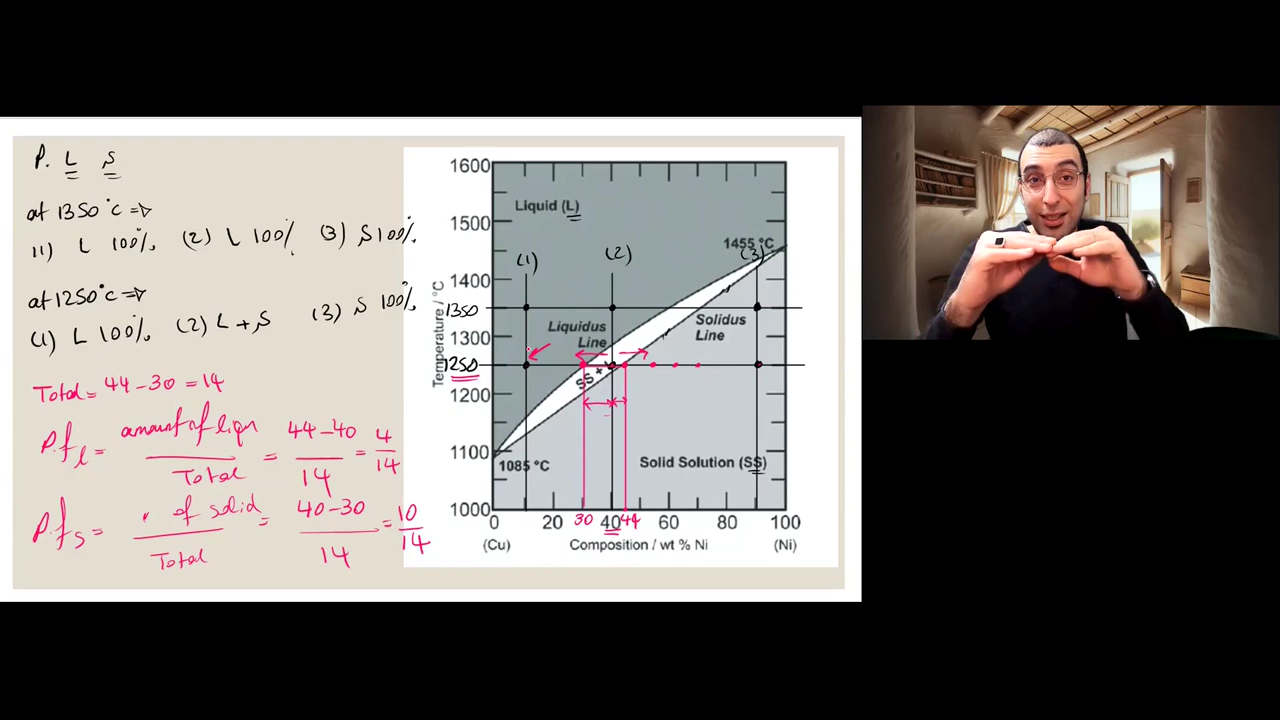 P. L S
at 1350°C ⇒
(1) L 100% (2) L 100% (3) S 100%
at 1250°C ⇒
(1) L 100% (2) L + S (3) S 100%
Total = 44 - 30 = 14
P.fl = amount of liqu / Total = 44-40 / 14 = 4/14
P.fs = " of solid / Total = 40-30 / 14 = 10/14
1600
Liquid (L)
1500
1455 °C
(1) (2) (3)
1400
Temperature / °C
1350
Liquidus Line
Solidus Line
1300
1250
SS +
1200
1100
1085 °C
Solid Solution (SS)
1000
0 20 30 40 44 60 80 100
(Cu) Composition / wt % Ni (Ni)